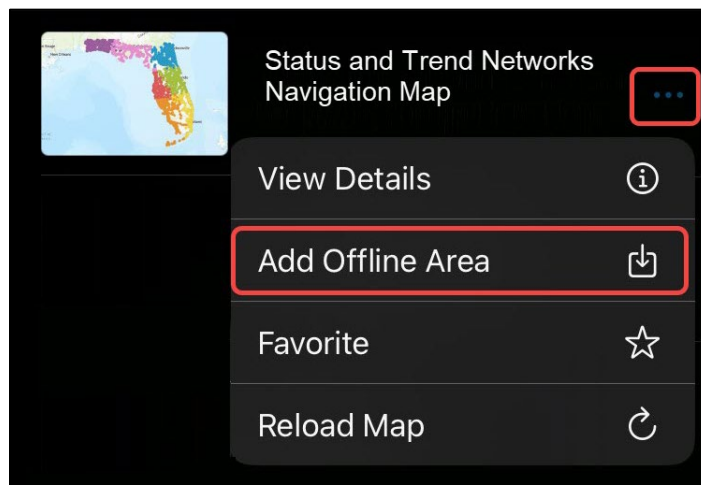 Status and Trend Networks
Navigation Map
View Details
Add Offline Area
Favorite
Reload Map